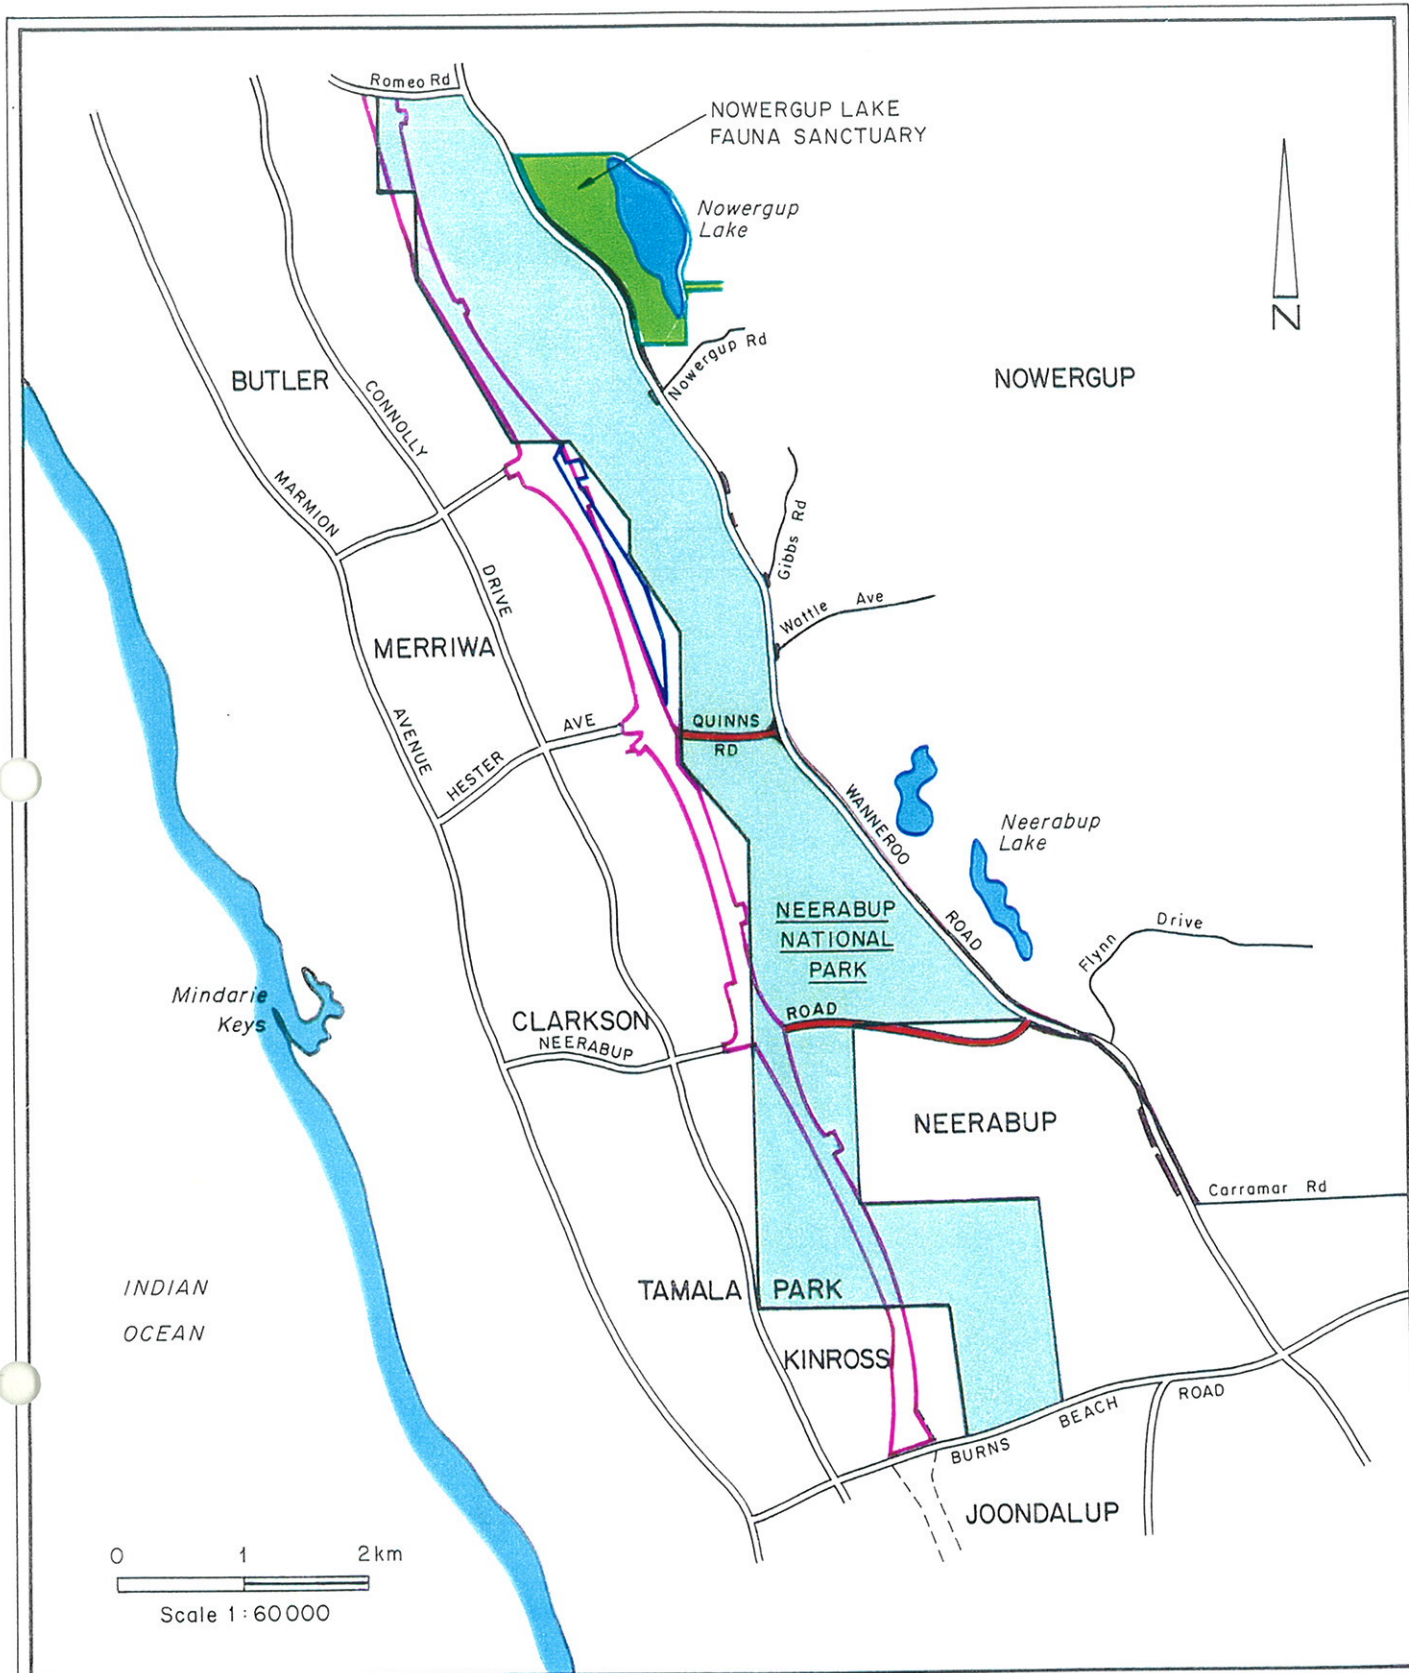 Romeo Rd
NOWERGUP LAKE
FAUNA SANCTUARY
Nowergup
Lake
N
Nowergup Rd
BUTLER
CONNOLLY
NOWERGUP
MARMION
Gibbs Rd
DRIVE
Wattle Ave
MERRIWA
AVENUE
HESTER
AVE
QUINNS
RD
WANNEROO
Neerabup
Lake
ROAD
NEERABUP
NATIONAL
PARK
Flynn
Drive
Mindarie
Keys
CLARKSON
NEERABUP
ROAD
NEERABUP
Carramar Rd
INDIAN
OCEAN
TAMALA PARK
KINROSS
BURNS
BEACH
ROAD
JOONDALUP
0 1 2km
Scale 1:60000